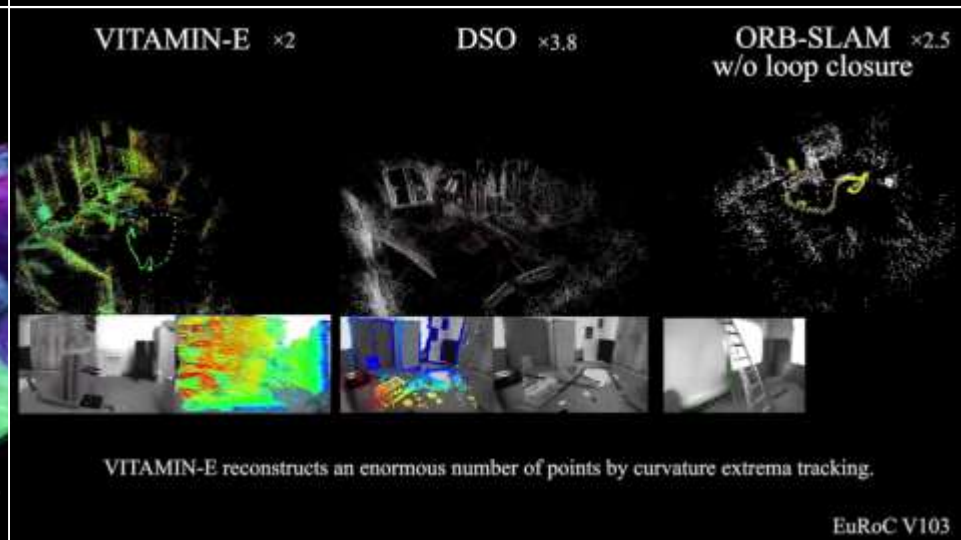 VITAMIN-E ×2
DSO ×3.8
ORB-SLAM ×2.5
w/o loop closure
VITAMIN-E reconstructs an enormous number of points by curvature extrema tracking.
EuRoC V103